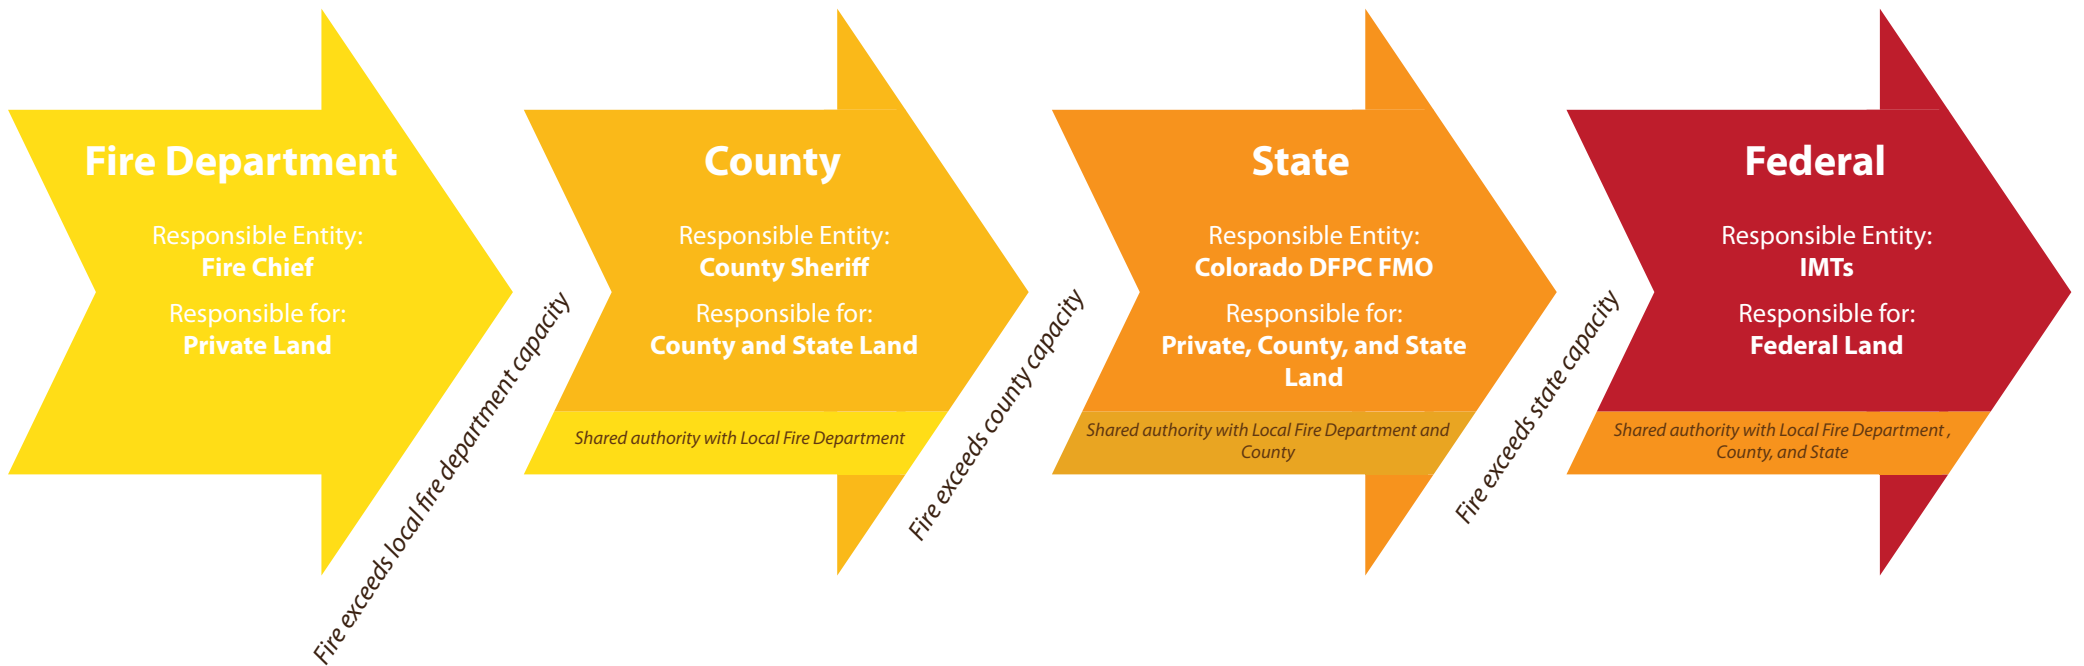 Fire Department
Responsible Entity:
Fire Chief
Responsible for:
Private Land
Fire exceeds local fire department capacity
County
Responsible Entity:
County Sheriff
Responsible for:
County and State Land
Shared authority with Local Fire Department
Fire exceeds county capacity
State
Responsible Entity:
Colorado DFPC FMO
Responsible for:
Private, County, and State
Land
Shared authority with Local Fire Department and
County
Fire exceeds state capacity
Federal
Responsible Entity:
IMTs
Responsible for:
Federal Land
Shared authority with Local Fire Department ,
County, and State